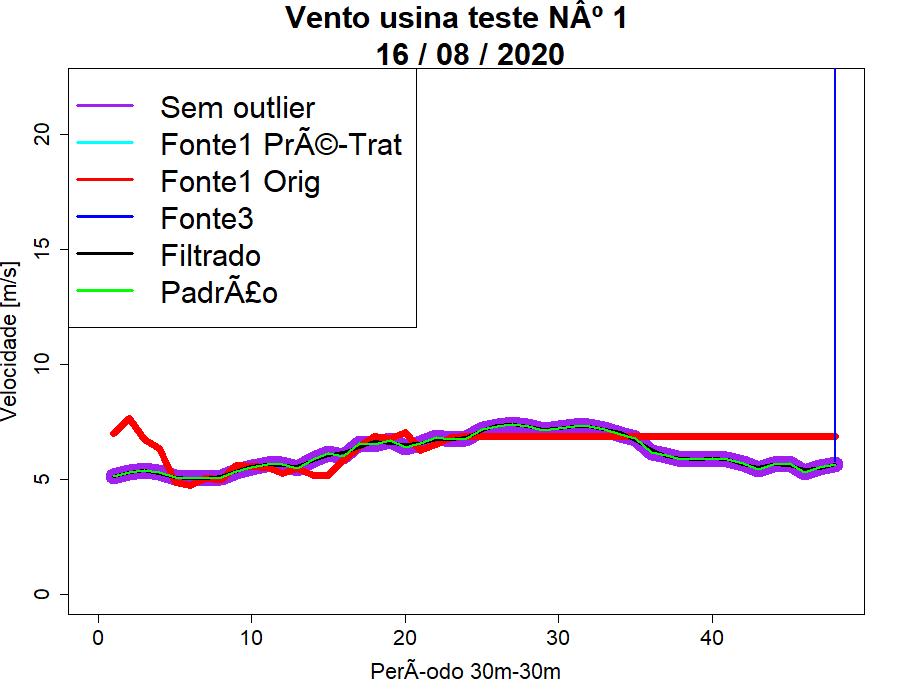 Vento usina teste NÂº 1
16 / 08 / 2020
Sem outlier
Fonte1 PrÃ©-Trat
Fonte1 Orig
Fonte3
Filtrado
PadrÃ£o
Velocidade [m/s]
20
15
10
5
0
0 10 20 30 40
PerÃ-odo 30m-30m